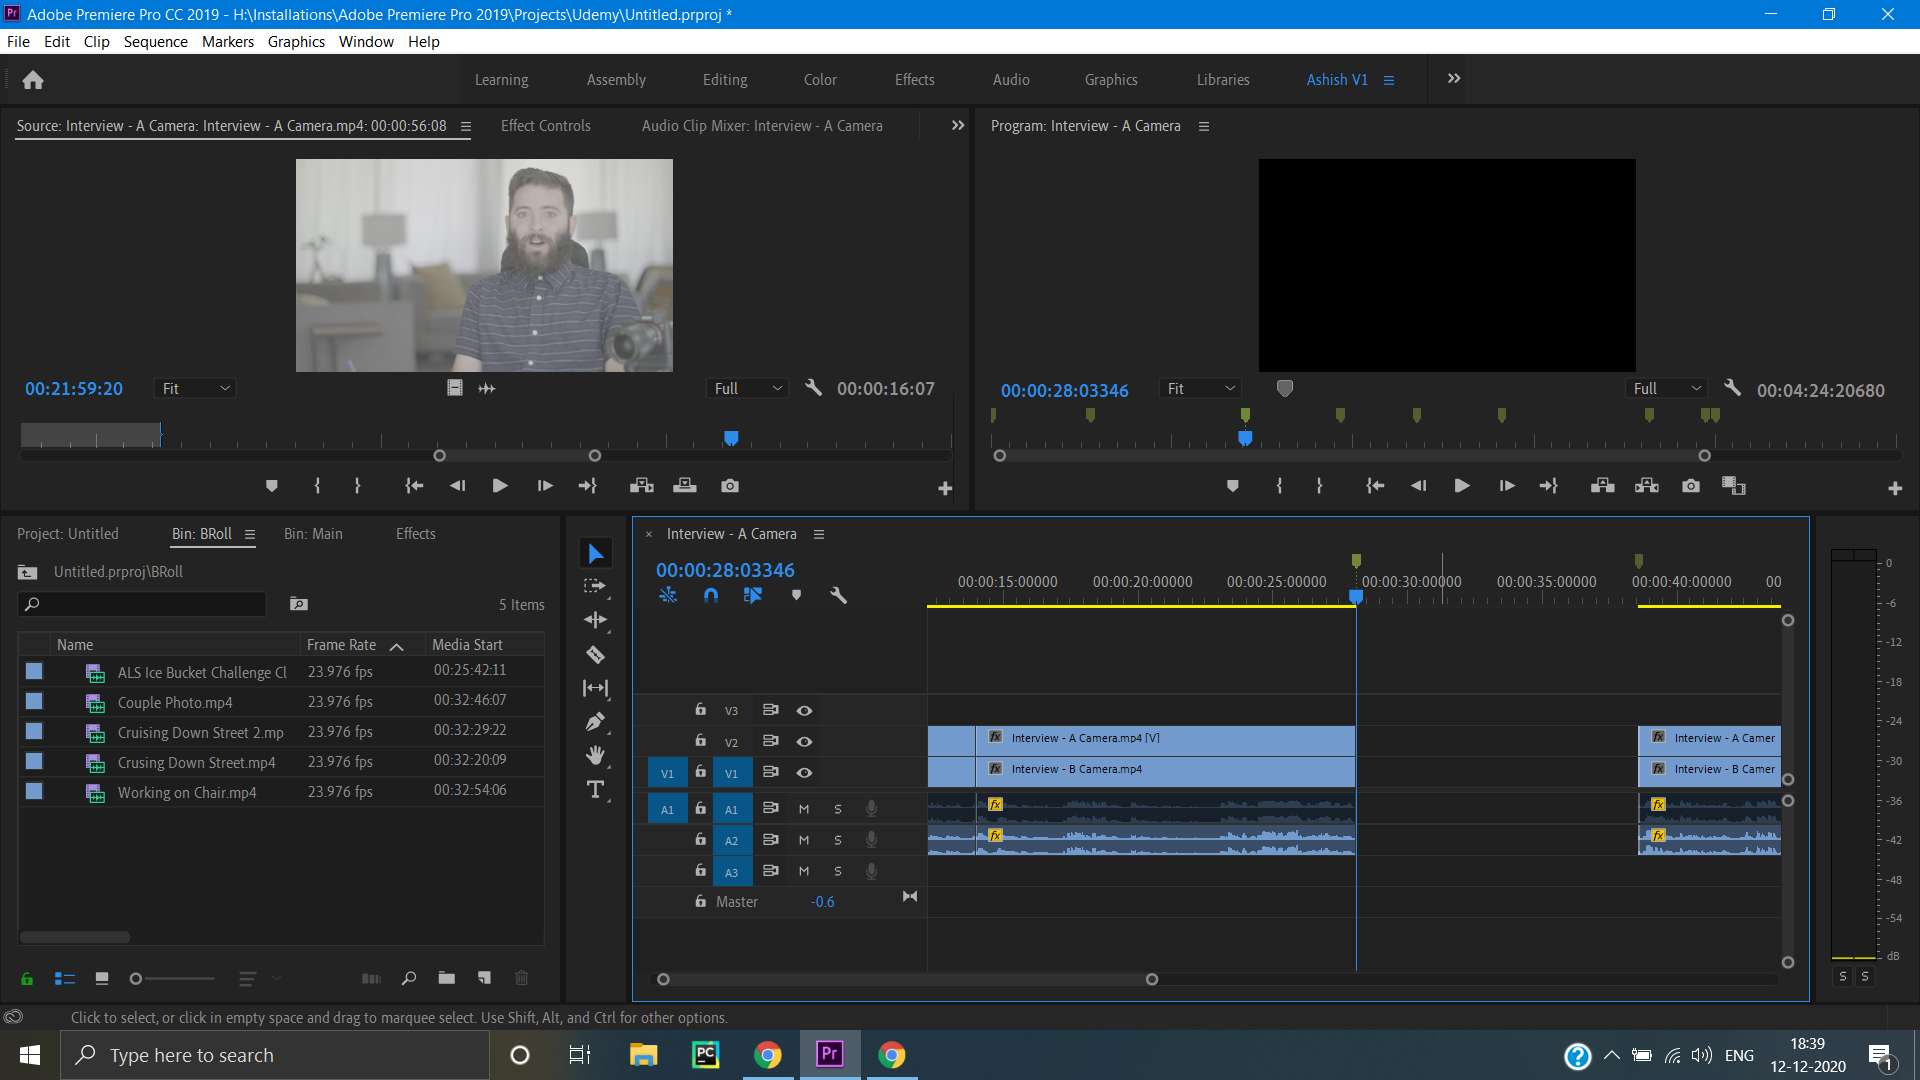 Pr Adobe Premiere Pro CC 2019 - H:\Installations\Adobe Premiere Pro 2019\Projects\Udemy\Untitled.prproj *
File Edit Clip Sequence Markers Graphics Window Help
Learning Assembly Editing Color Effects Audio Graphics Libraries Ashish V1
Source: Interview - A Camera: Interview - A Camera.mp4: 00:00:56:08
Effect Controls
Audio Clip Mixer: Interview - A Camera
Program: Interview - A Camera
00:21:59:20 Fit Full 00:00:16:07
00:00:28:03346 Fit Full 00:04:24:20680
Project: Untitled Bin: BRoll Bin: Main Effects
Untitled.prproj\BRoll
5 Items
Name Frame Rate Media Start
ALS Ice Bucket Challenge Cl 23.976 fps 00:25:42:11
Couple Photo.mp4 23.976 fps 00:32:46:07
Cruising Down Street 2.mp 23.976 fps 00:32:29:22
Crusing Down Street.mp4 23.976 fps 00:32:20:09
Working on Chair.mp4 23.976 fps 00:32:54:06
T
× Interview - A Camera
00:00:28:03346
00:00:15:00000 00:00:20:00000 00:00:25:00000 00:00:30:00000 00:00:35:00000 00:00:40:00000 00
V3
V2 fx Interview - A Camera.mp4 [V] fx Interview - A Camer
V1 V1 fx Interview - B Camera.mp4 fx Interview - B Camer
A1 A1 M S fx fx
A2 M S fx fx
A3 M S
Master -0.6
0
-6
-12
-18
-24
-30
-36
-42
-48
-54
dB
S S
Click to select, or click in empty space and drag to marquee select. Use Shift, Alt, and Ctrl for other options.
Type here to search
PC
Pr
?
ENG
18:39
12-12-2020
1